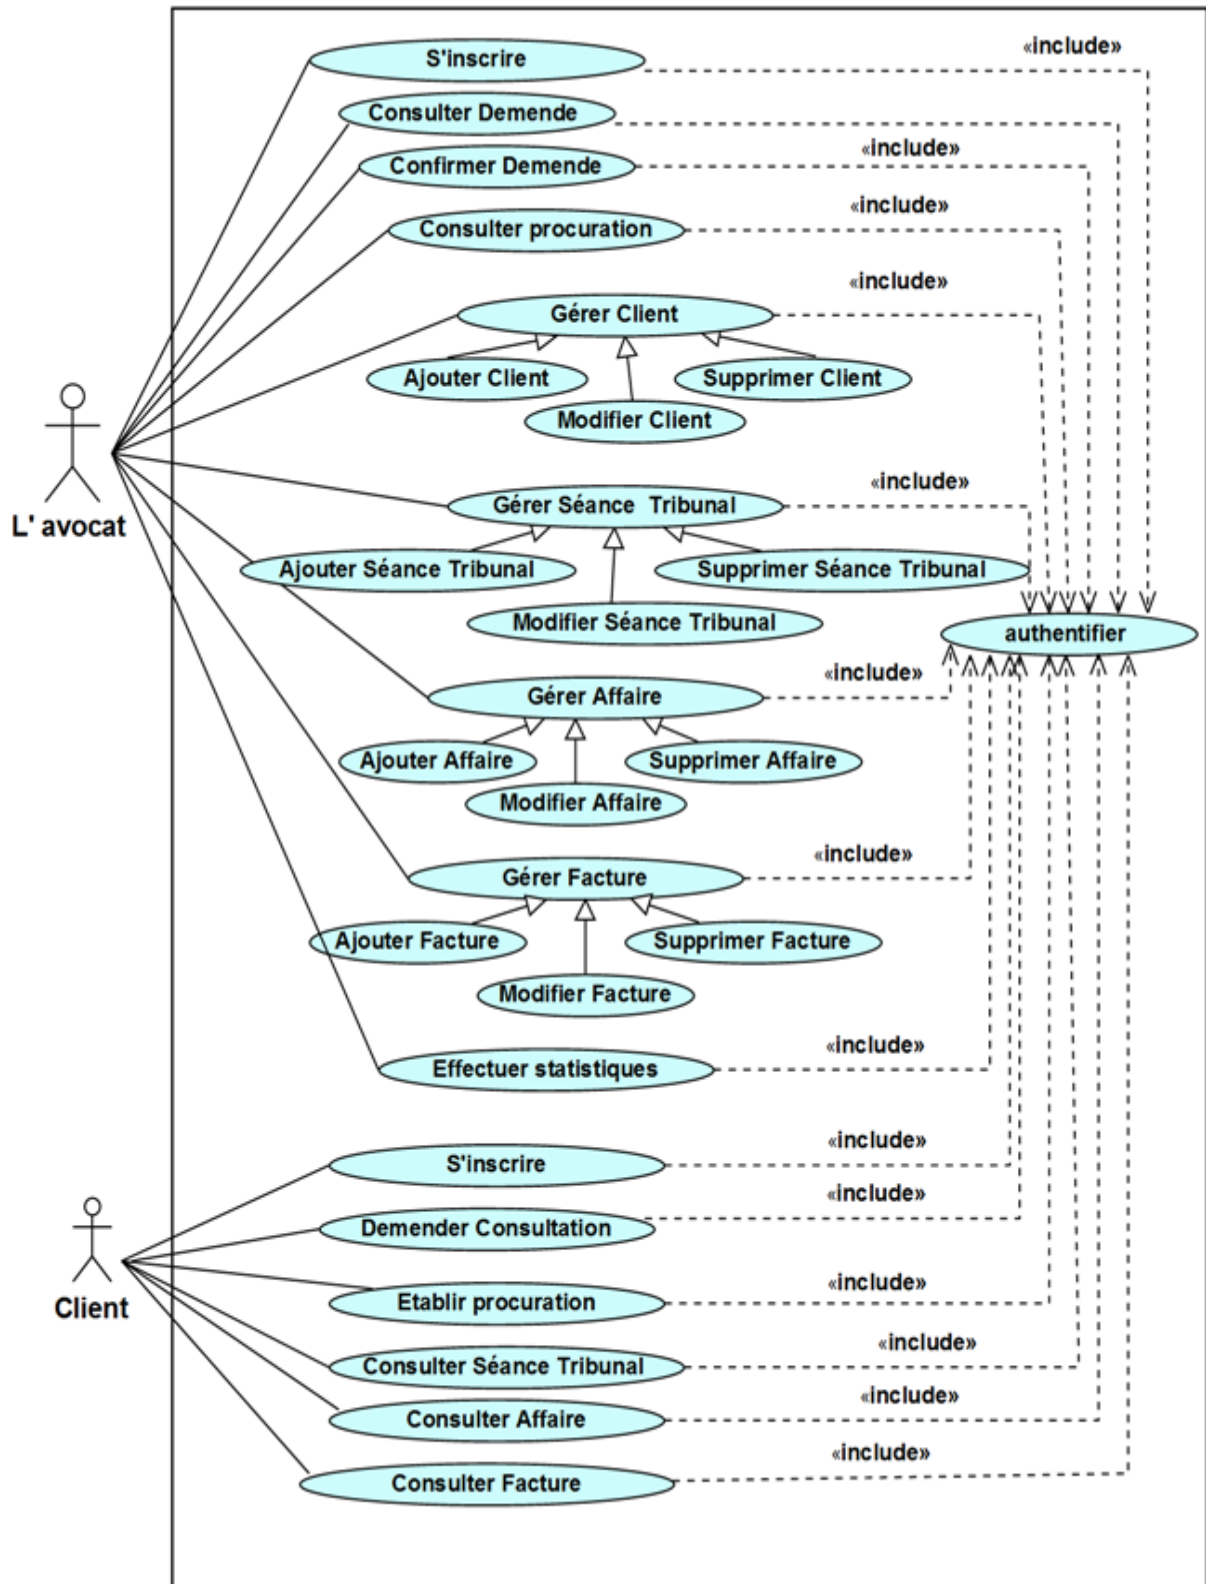 S'inscrire
«include»
Consulter Demende
Confirmer Demende
«include»
Consulter procuration
«include»
Gérer Client
«include»
Ajouter Client
Supprimer Client
Modifier Client
L' avocat
Gérer Séance Tribunal
«include»
Ajouter Séance Tribunal
Supprimer Séance Tribunal
Modifier Séance Tribunal
authentifier
Gérer Affaire
«include»
Ajouter Affaire
Supprimer Affaire
Modifier Affaire
Gérer Facture
«include»
Ajouter Facture
Supprimer Facture
Modifier Facture
Effectuer statistiques
«include»
S'inscrire
«include»
Demender Consultation
«include»
Client
Etablir procuration
«include»
Consulter Séance Tribunal
«include»
Consulter Affaire
«include»
Consulter Facture
«include»